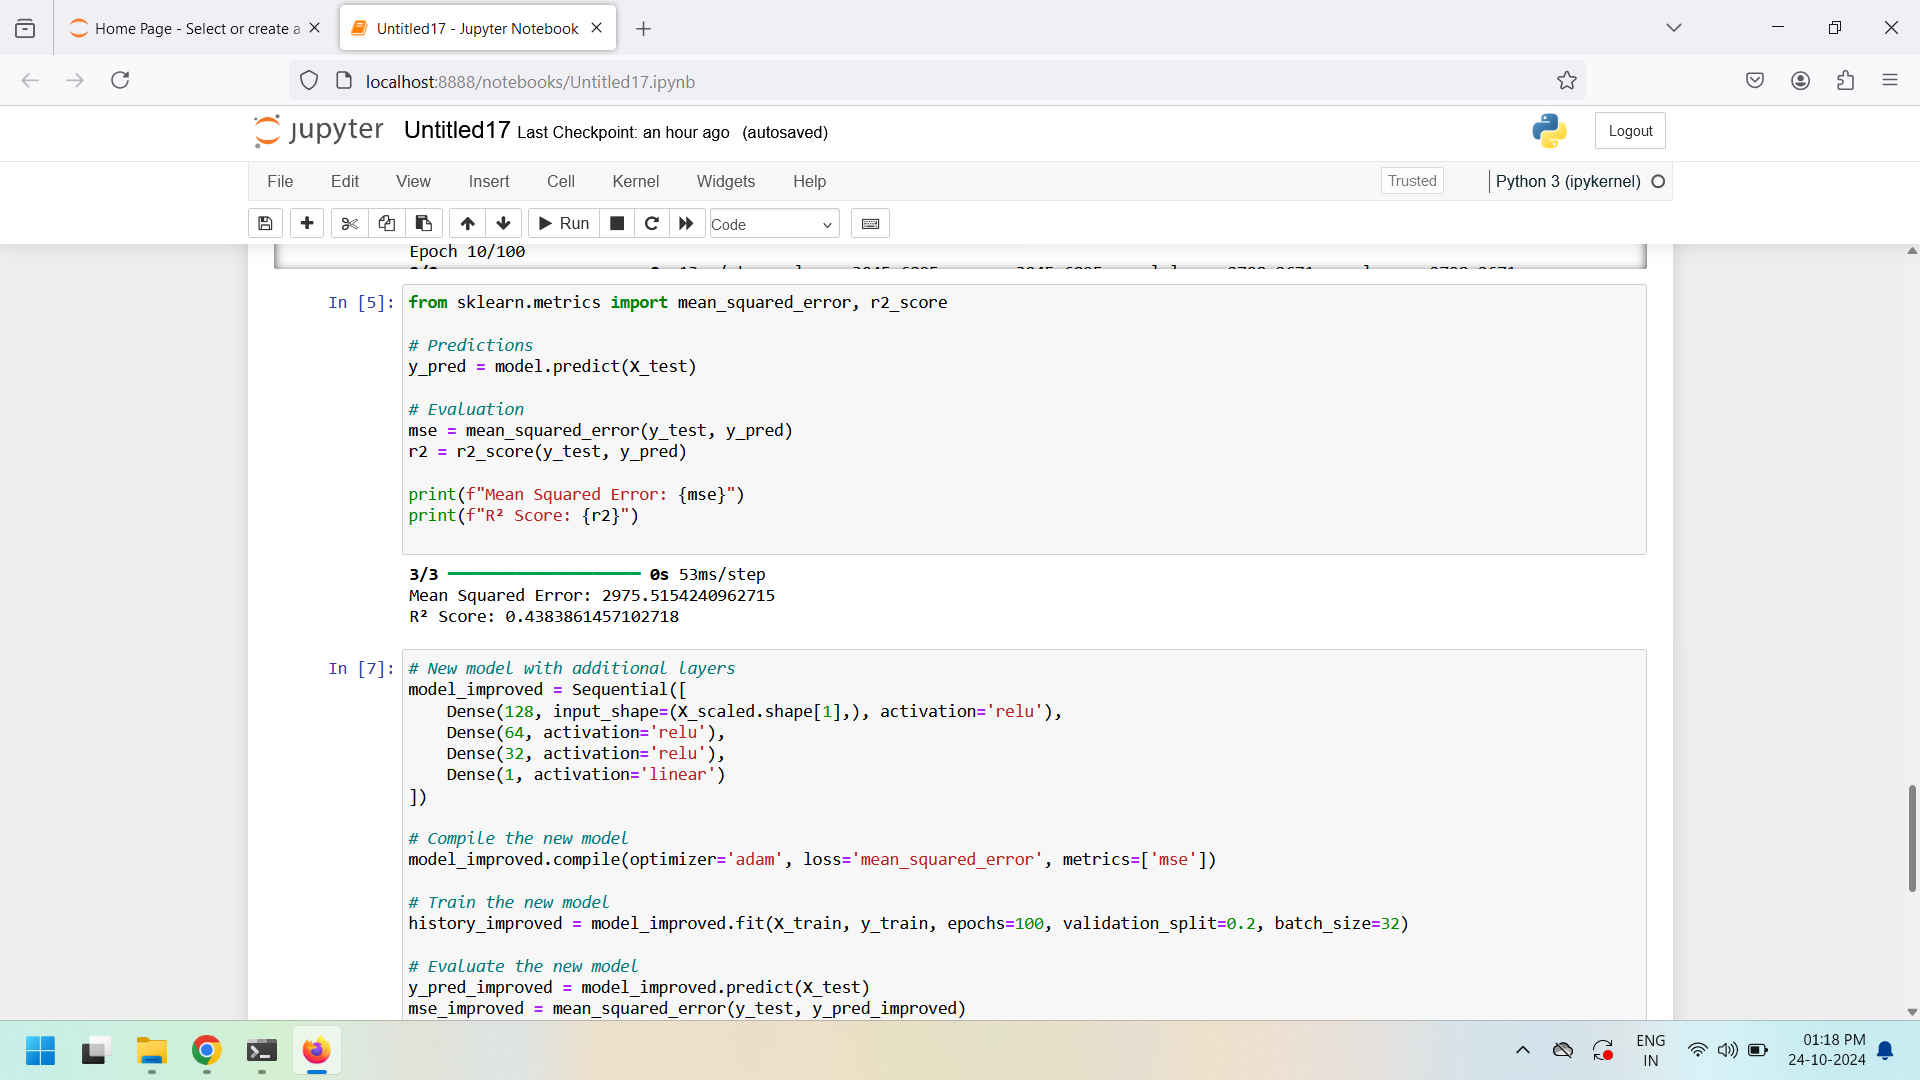 Home Page - Select or create a
Untitled17 - Jupyter Notebook
localhost:8888/notebooks/Untitled17.ipynb
jupyter Untitled17 Last Checkpoint: an hour ago (autosaved)
Logout
File Edit View Insert Cell Kernel Widgets Help
Trusted
Python 3 (ipykernel)
Run
Code
Epoch 10/100
In [5]:
from sklearn.metrics import mean_squared_error, r2_score
# Predictions
y_pred = model.predict(X_test)
# Evaluation
mse = mean_squared_error(y_test, y_pred)
r2 = r2_score(y_test, y_pred)
print(f"Mean Squared Error: {mse}")
print(f"R² Score: {r2}")
3/3 0s 53ms/step
Mean Squared Error: 2975.5154240962715
R² Score: 0.4383861457102718
In [7]:
# New model with additional layers
model_improved = Sequential([
Dense(128, input_shape=(X_scaled.shape[1],), activation='relu'),
Dense(64, activation='relu'),
Dense(32, activation='relu'),
Dense(1, activation='linear')
])
# Compile the new model
model_improved.compile(optimizer='adam', loss='mean_squared_error', metrics=['mse'])
# Train the new model
history_improved = model_improved.fit(X_train, y_train, epochs=100, validation_split=0.2, batch_size=32)
# Evaluate the new model
y_pred_improved = model_improved.predict(X_test)
mse_improved = mean_squared_error(y_test, y_pred_improved)
ENG
IN
01:18 PM
24-10-2024